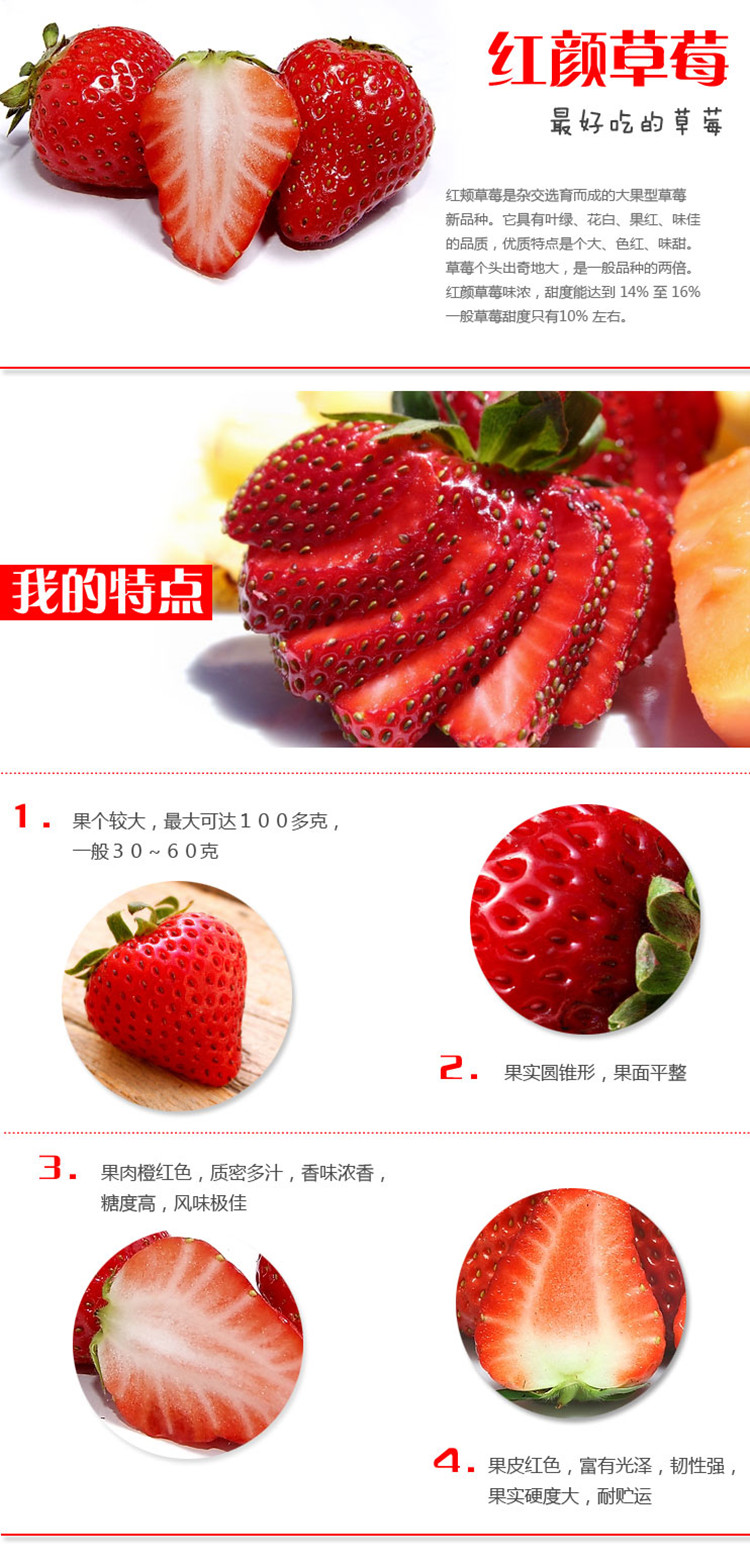 红颜草莓
最好吃的草莓
红颊草莓是杂交选育而成的大果型草莓
新品种。它具有叶绿、花白、果红、味佳
的品质，优质特点是个大、色红、味甜。
草莓个头出奇地大，是一般品种的两倍。
红颜草莓味浓，甜度能达到 14% 至 16%
一般草莓甜度只有10% 左右。
我的特点
1. 果个较大，最大可达１００多克，
一般３０～６０克
2. 果实圆锥形，果面平整
3. 果肉橙红色，质密多汁，香味浓香，
糖度高，风味极佳
4. 果皮红色，富有光泽，韧性强，
果实硬度大，耐贮运